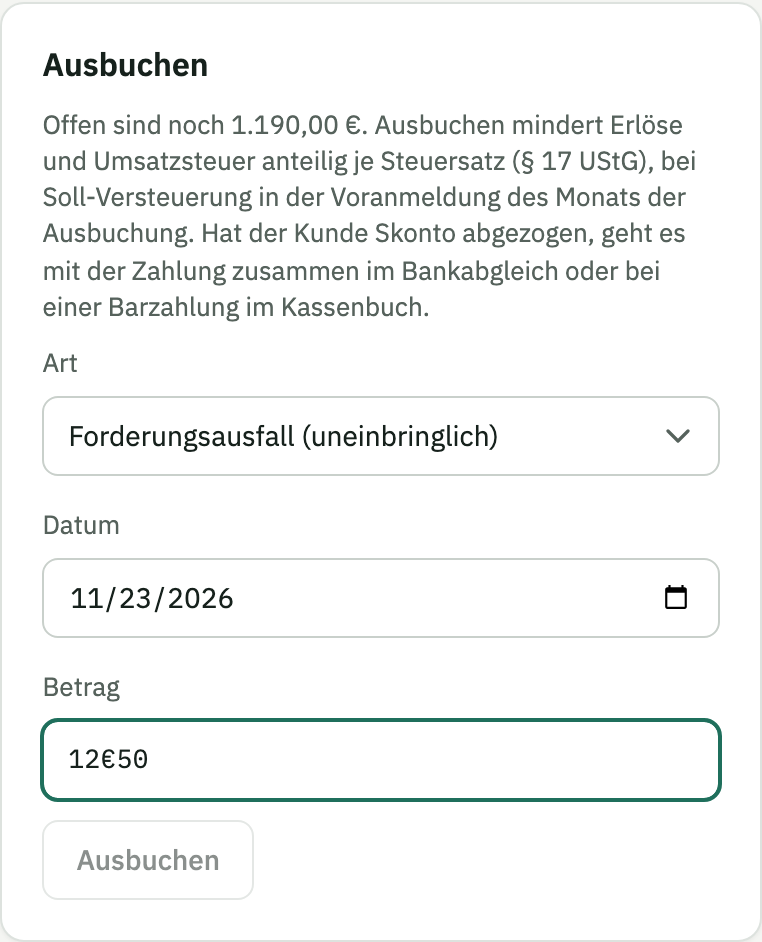 Ausbuchen
Offen sind noch 1.190,00 €. Ausbuchen mindert Erlöse
und Umsatzsteuer anteilig je Steuersatz (§ 17 UStG), bei
Soll-Versteuerung in der Voranmeldung des Monats der
Ausbuchung. Hat der Kunde Skonto abgezogen, geht es
mit der Zahlung zusammen im Bankabgleich oder bei
einer Barzahlung im Kassenbuch.
Art
Forderungsausfall (uneinbringlich)
Datum
11/23/2026
Betrag
12€50
Ausbuchen